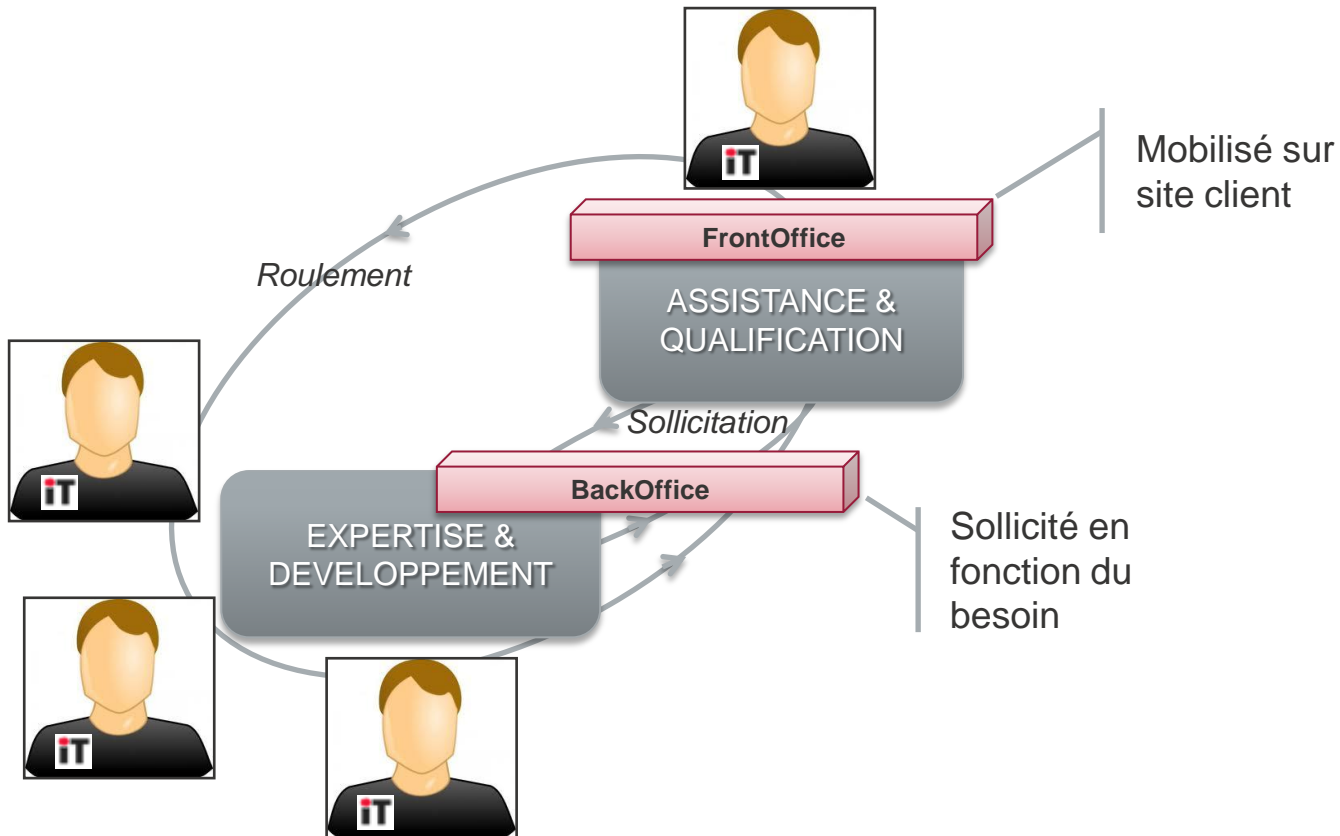 iT
Mobilisé sur
site client
FrontOffice
Roulement
ASSISTANCE &
QUALIFICATION
Sollicitation
iT
BackOffice
EXPERTISE &
DEVELOPPEMENT
Sollicité en
fonction du
besoin
iT
iT